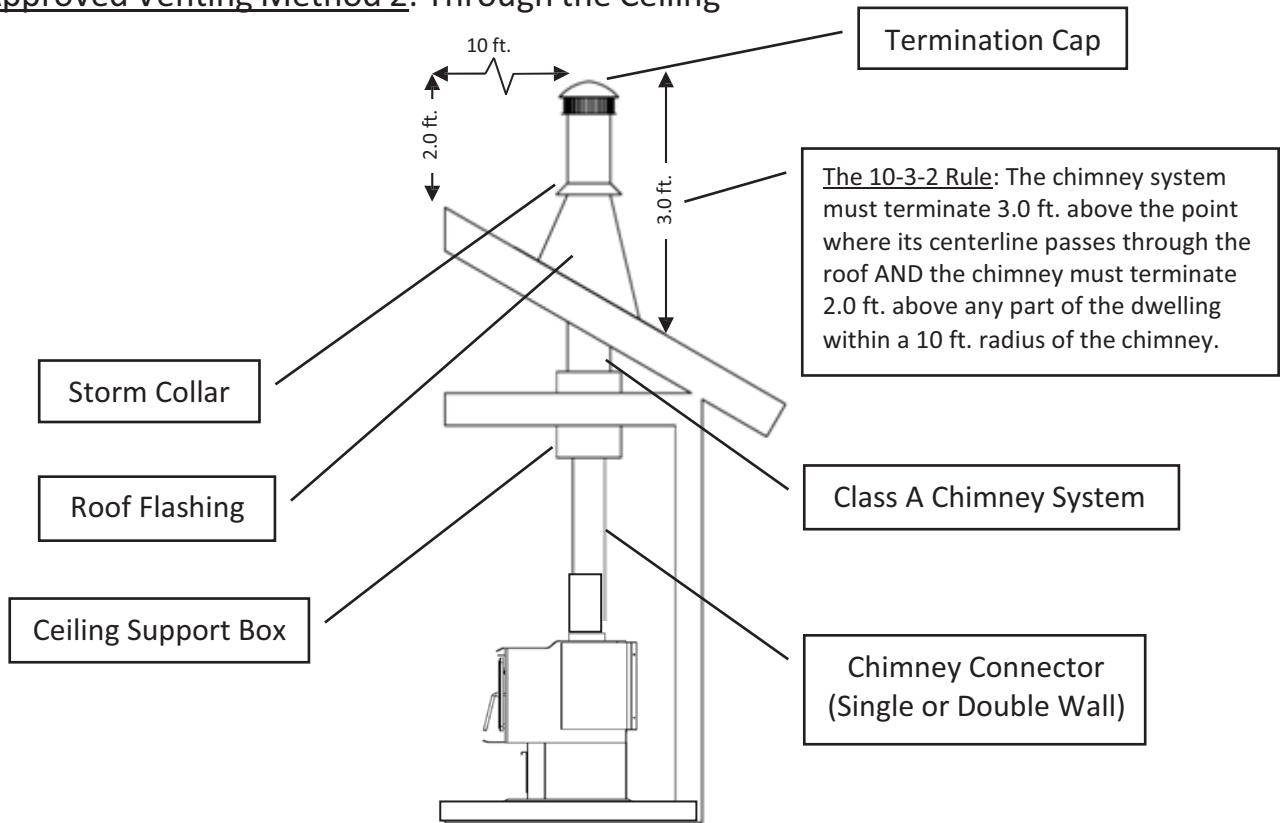 Approved Venting Method 2: Through the Ceiling
10 ft.
Termination Cap
2.0 ft.
3.0 ft.
The 10-3-2 Rule: The chimney system
must terminate 3.0 ft. above the point
where its centerline passes through the
roof AND the chimney must terminate
2.0 ft. above any part of the dwelling
within a 10 ft. radius of the chimney.
Storm Collar
Roof Flashing
Class A Chimney System
Ceiling Support Box
Chimney Connector
(Single or Double Wall)